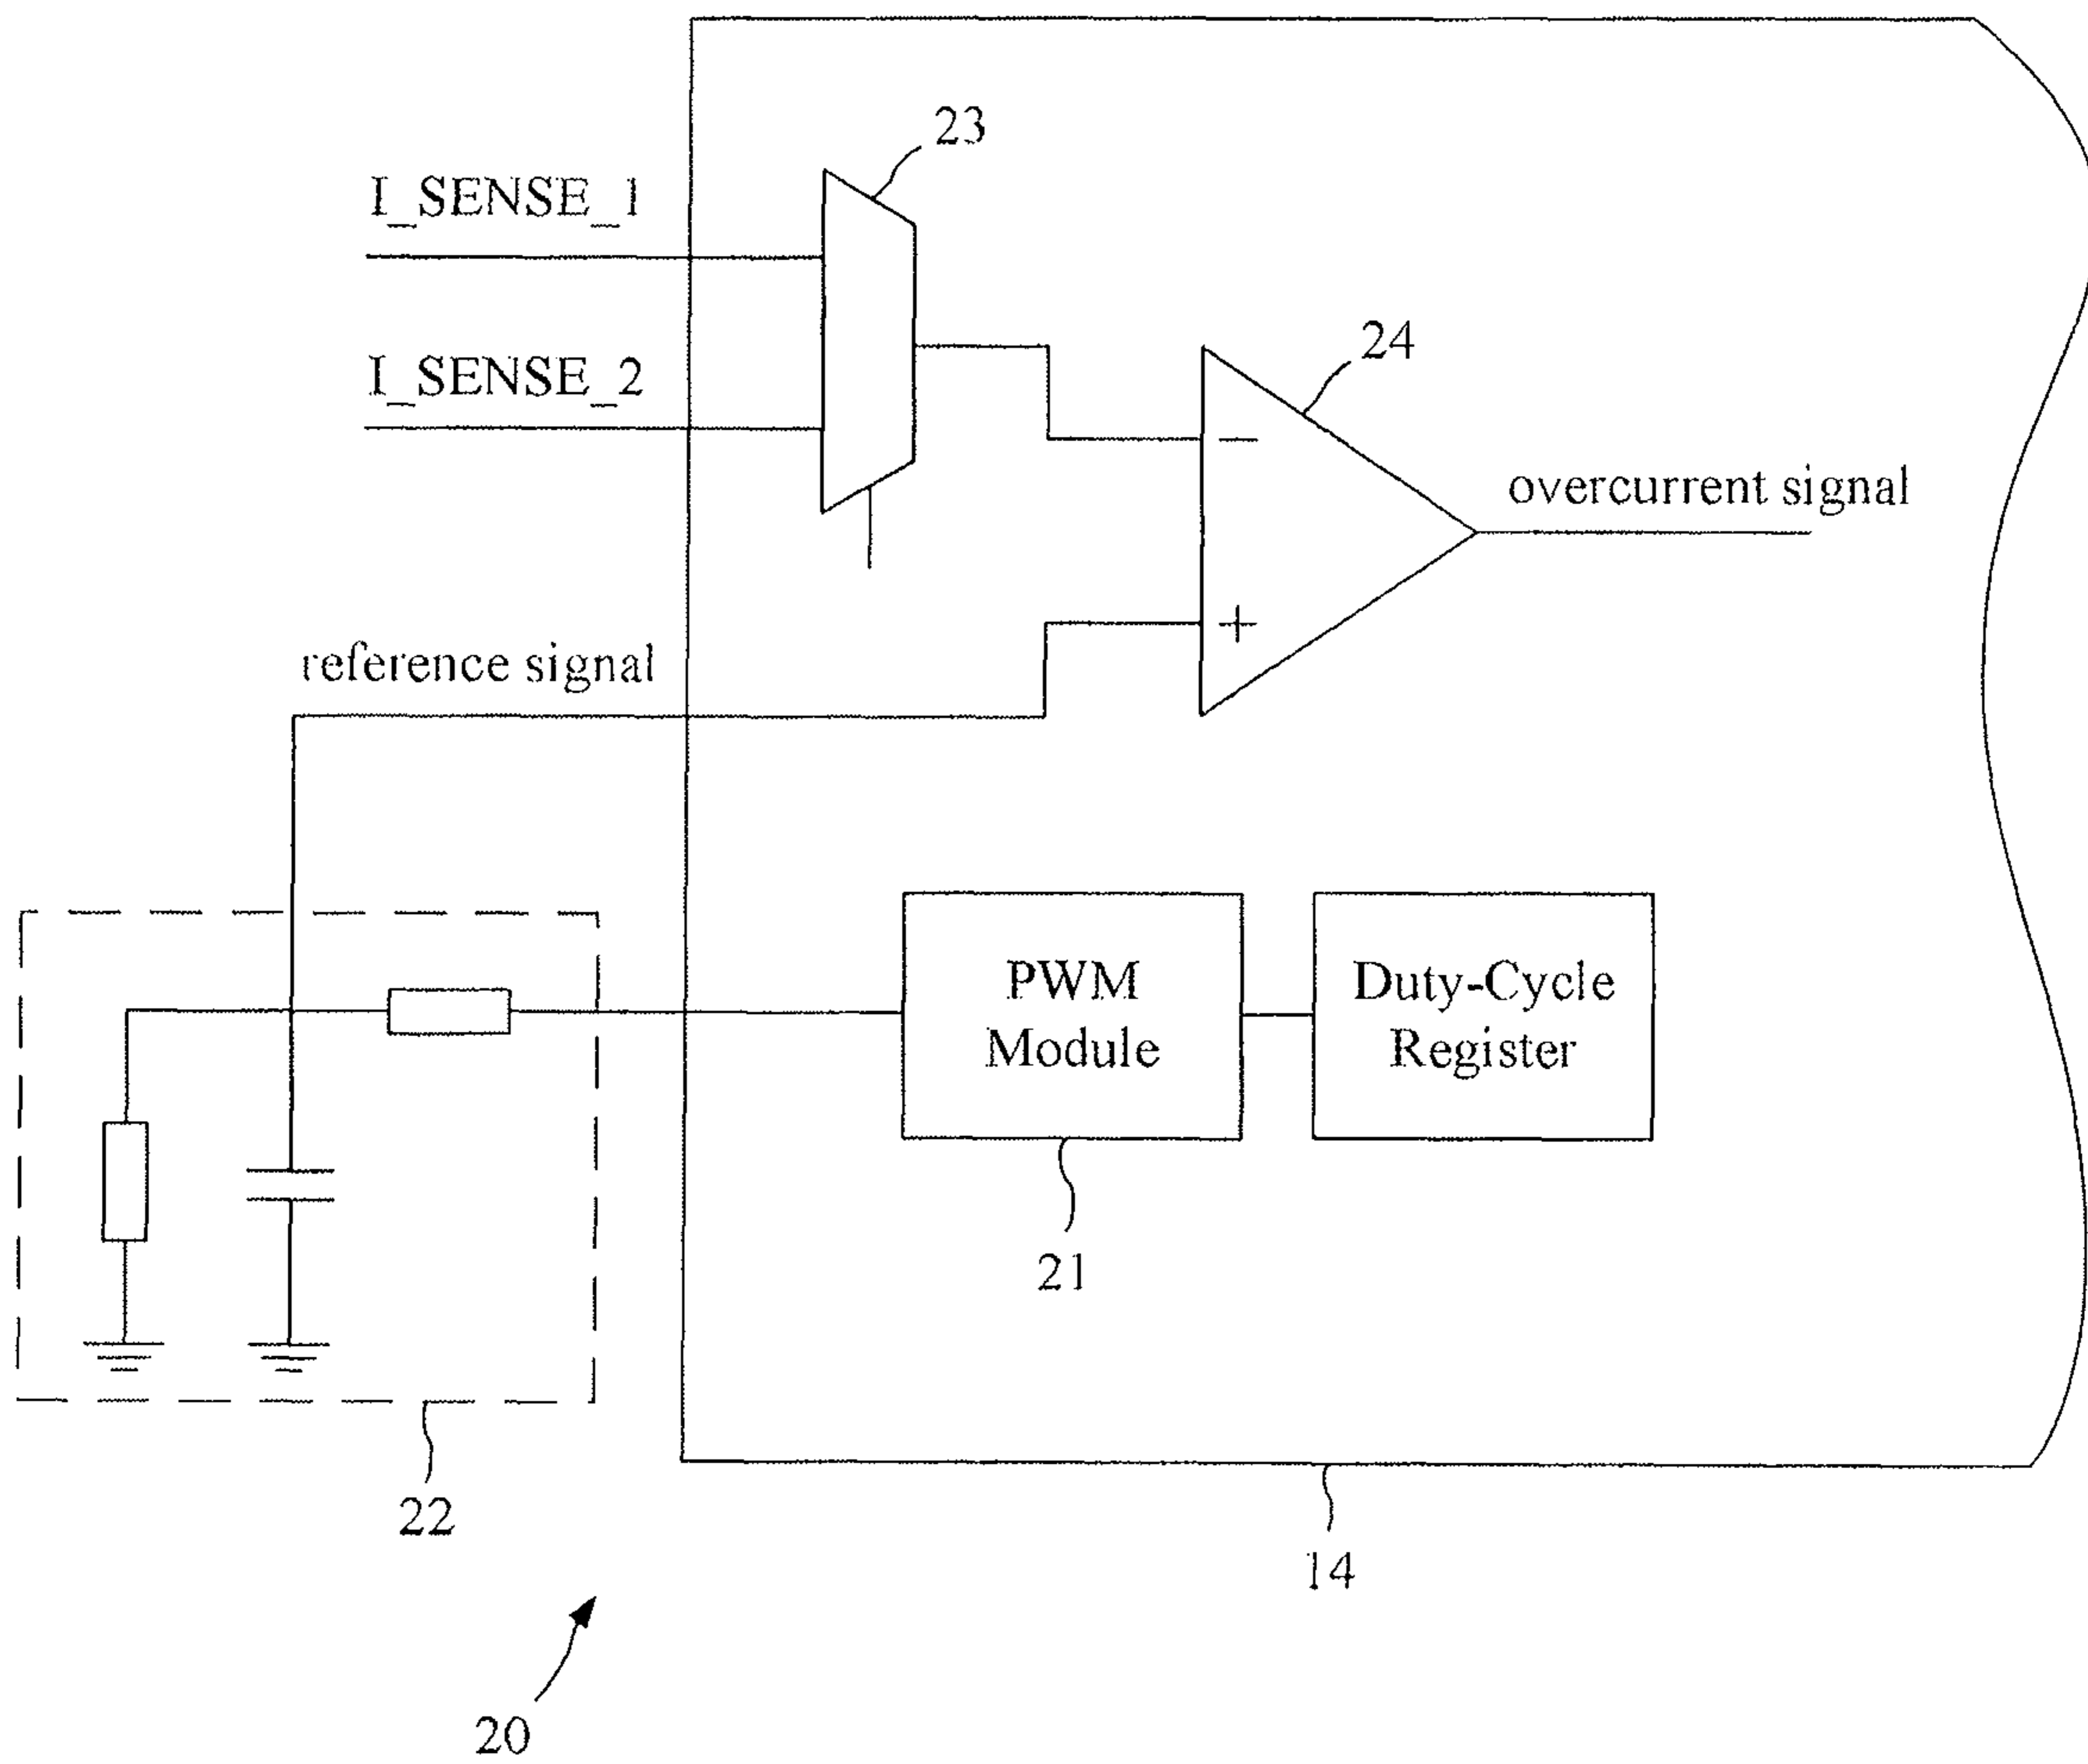 23
I_SENSE_1
24
I_SENSE_2
−
overcurrent signal
+
reference signal
PWM
Module
Duty-Cycle
Register
21
22
14
20